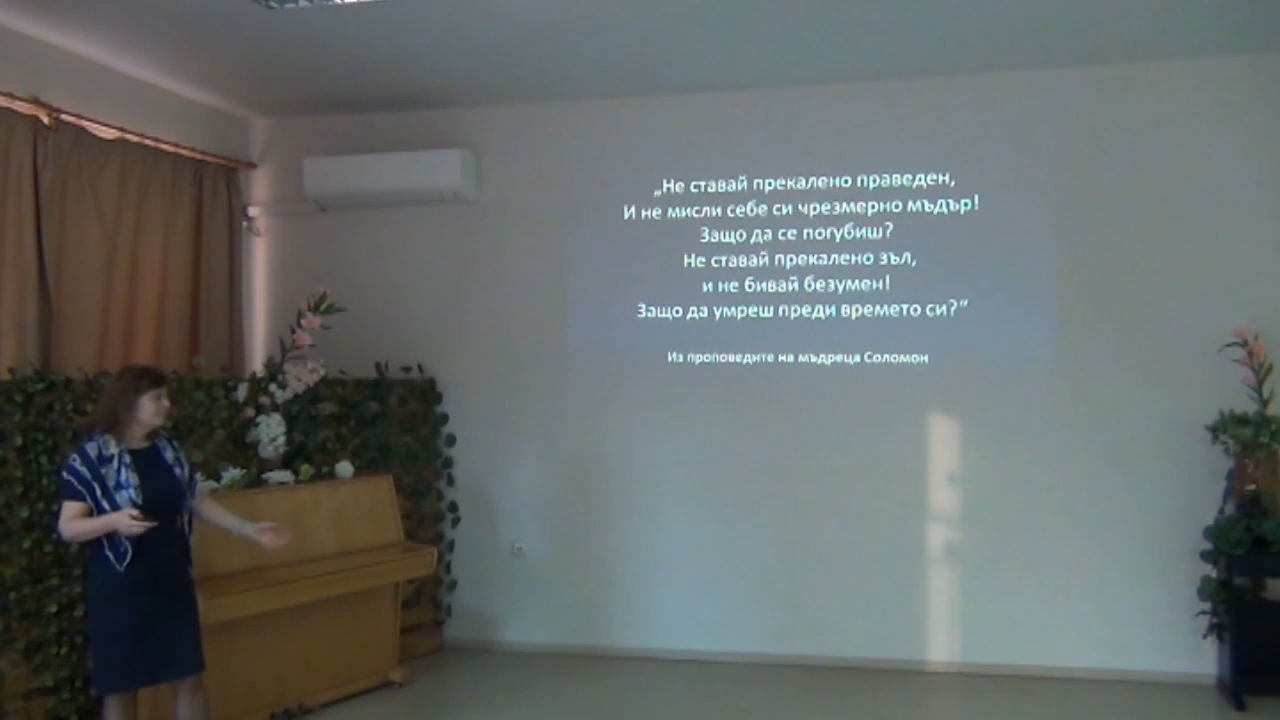 „Не ставай прекалено праведен,
И не мисли себе си чрезмерно мъдър!
Защо да се погубиш?
Не ставай прекалено зъл,
и не бивай безумен!
Защо да умреш преди времето си?“
Из проповедите на мъдреца Соломон